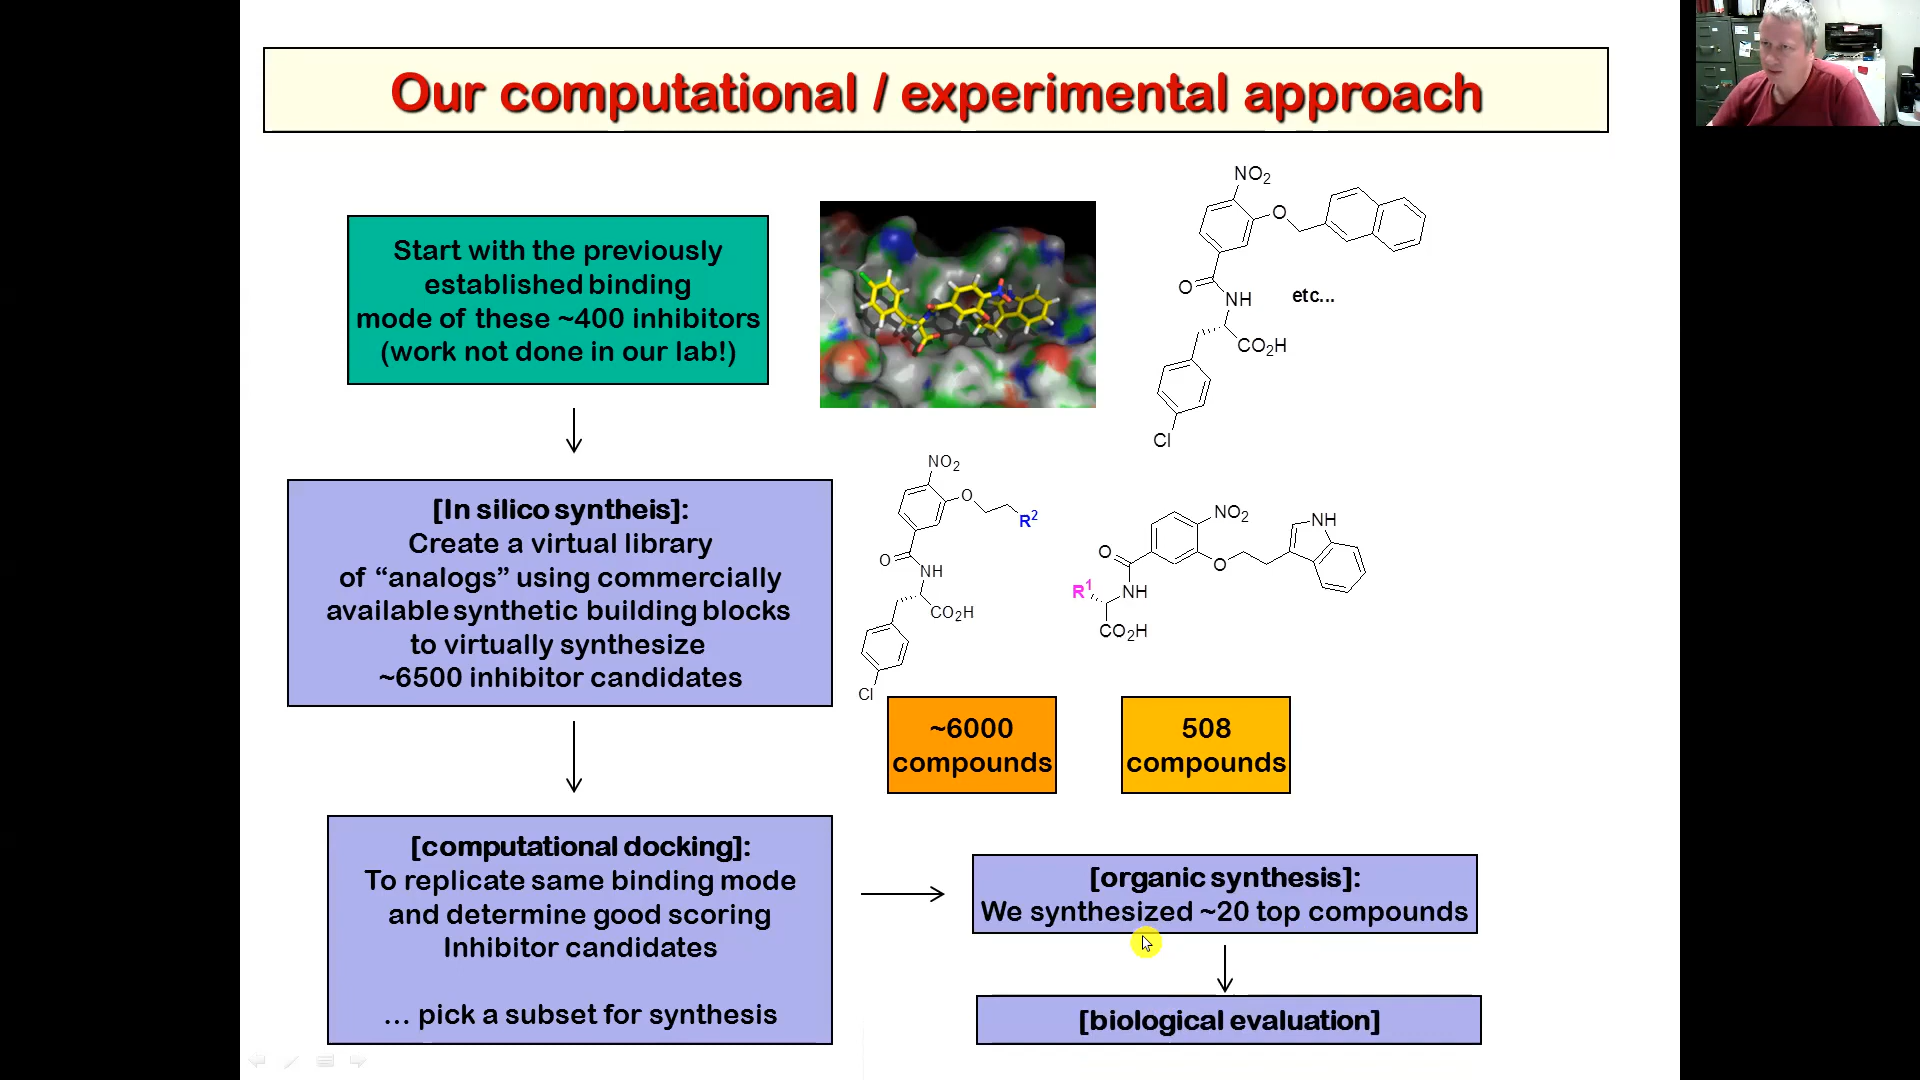 Our computational / experimental approach
Start with the previously
established binding
mode of these ~400 inhibitors
(work not done in our lab!)
NO2
O
O
NH
etc...
CO2H
Cl
[In silico syntheis]:
Create a virtual library
of “analogs” using commercially
available synthetic building blocks
to virtually synthesize
~6500 inhibitor candidates
NO2
O
R2
O
NH
CO2H
Cl
NO2
NH
O
O
R1
NH
CO2H
~6000
compounds
508
compounds
[computational docking]:
To replicate same binding mode
and determine good scoring
Inhibitor candidates
... pick a subset for synthesis
[organic synthesis]:
We synthesized ~20 top compounds
[biological evaluation]